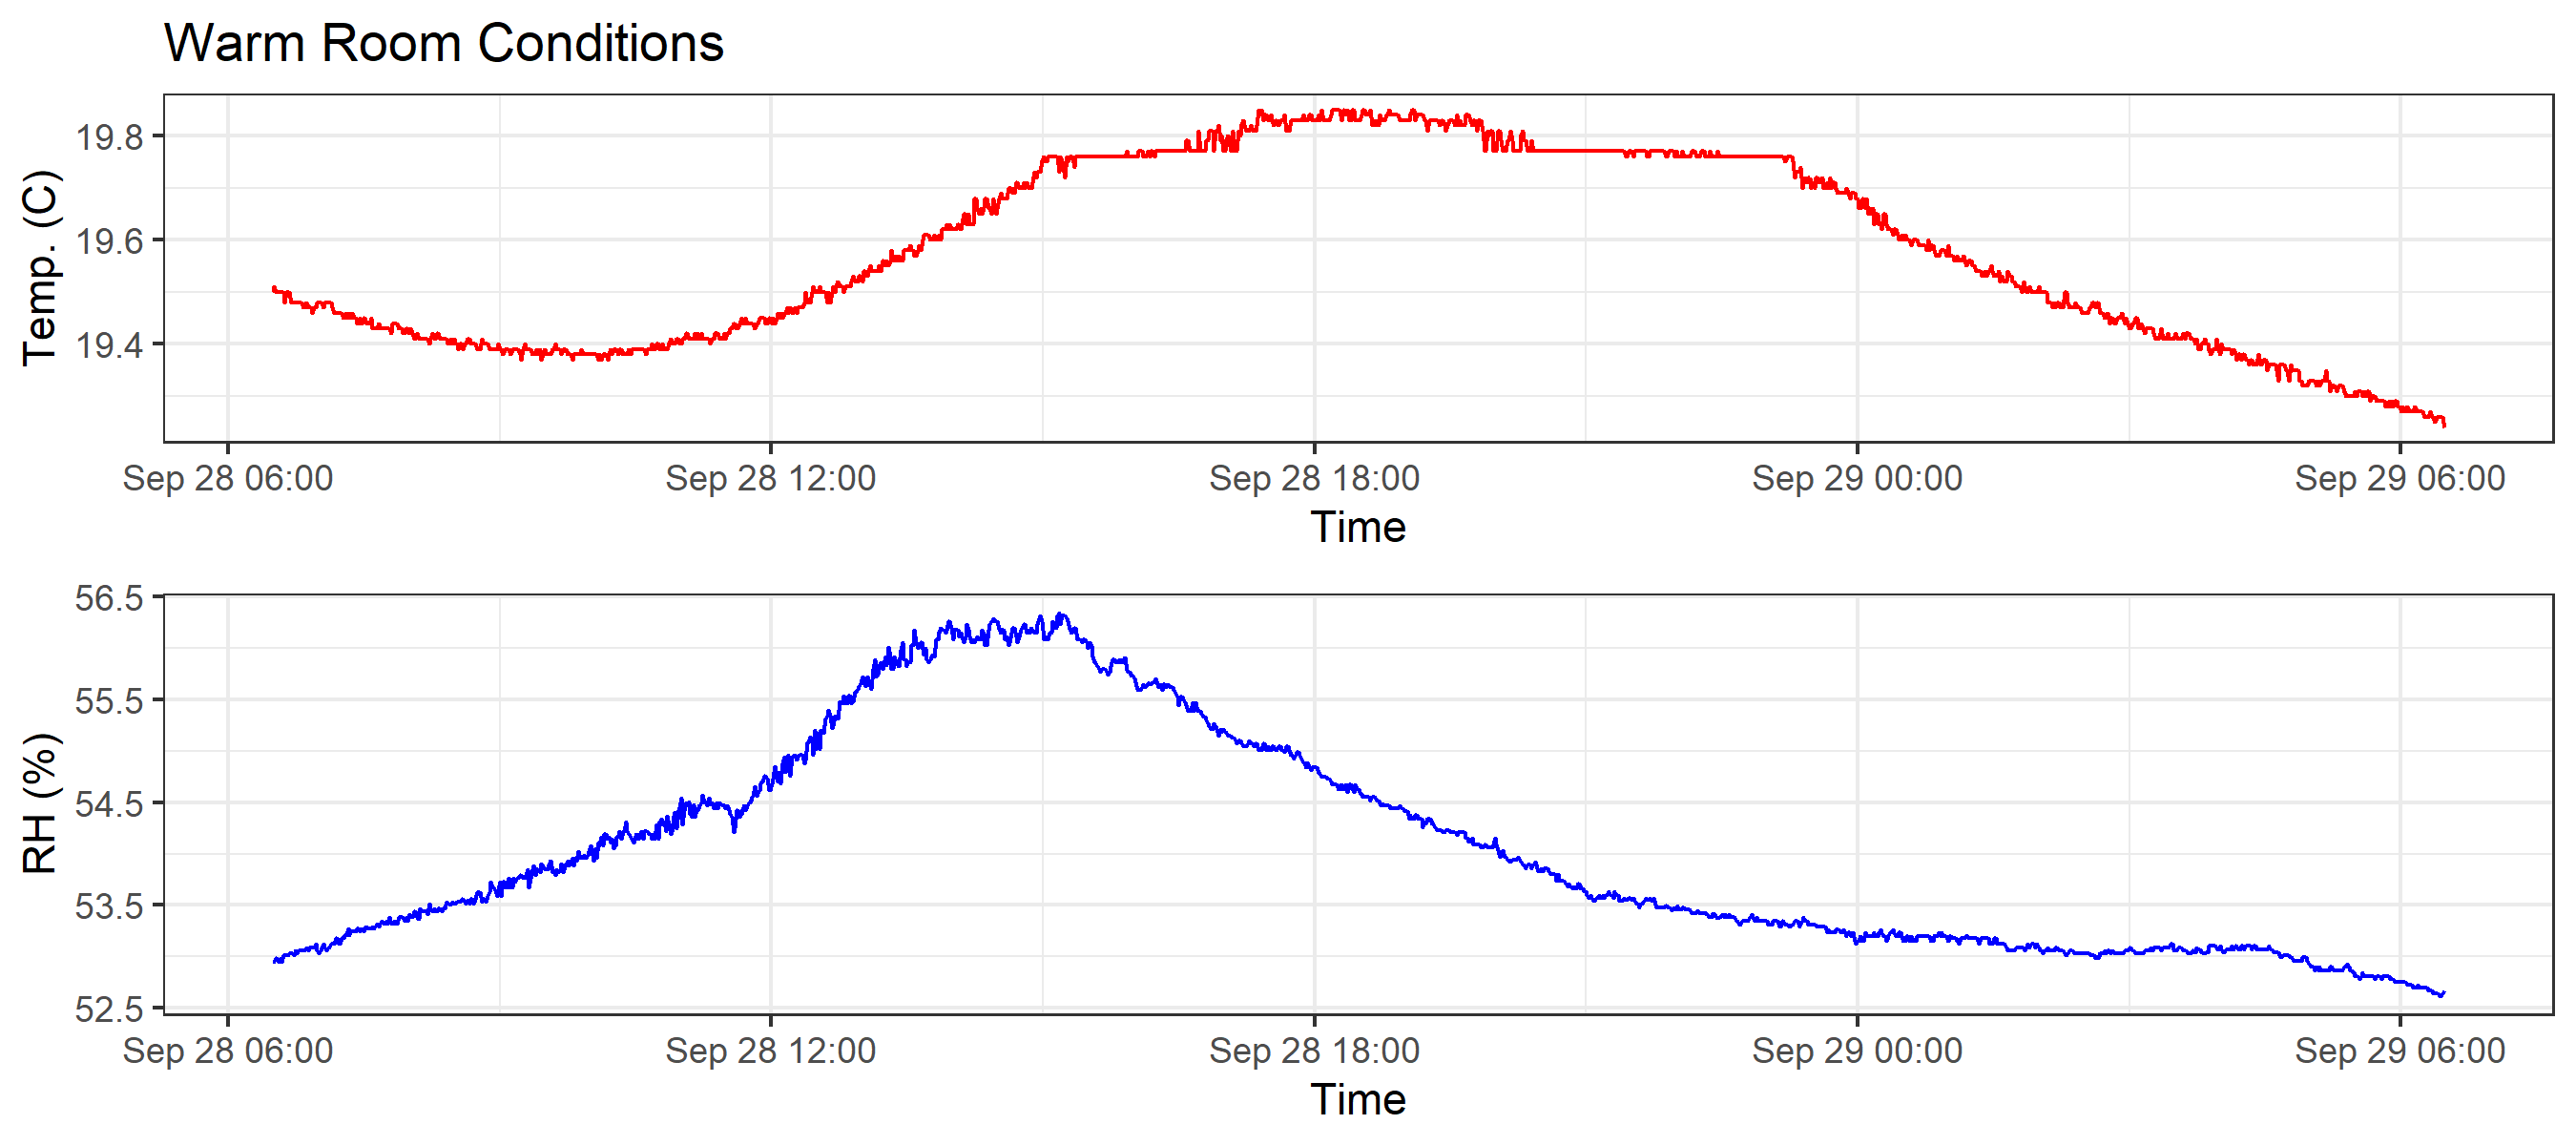 Warm Room Conditions
Temp. (C)
19.8
19.6
19.4
Sep 28 06:00 Sep 28 12:00 Sep 28 18:00 Sep 29 00:00 Sep 29 06:00
Time
RH (%)
56.5
55.5
54.5
53.5
52.5
Sep 28 06:00 Sep 28 12:00 Sep 28 18:00 Sep 29 00:00 Sep 29 06:00
Time